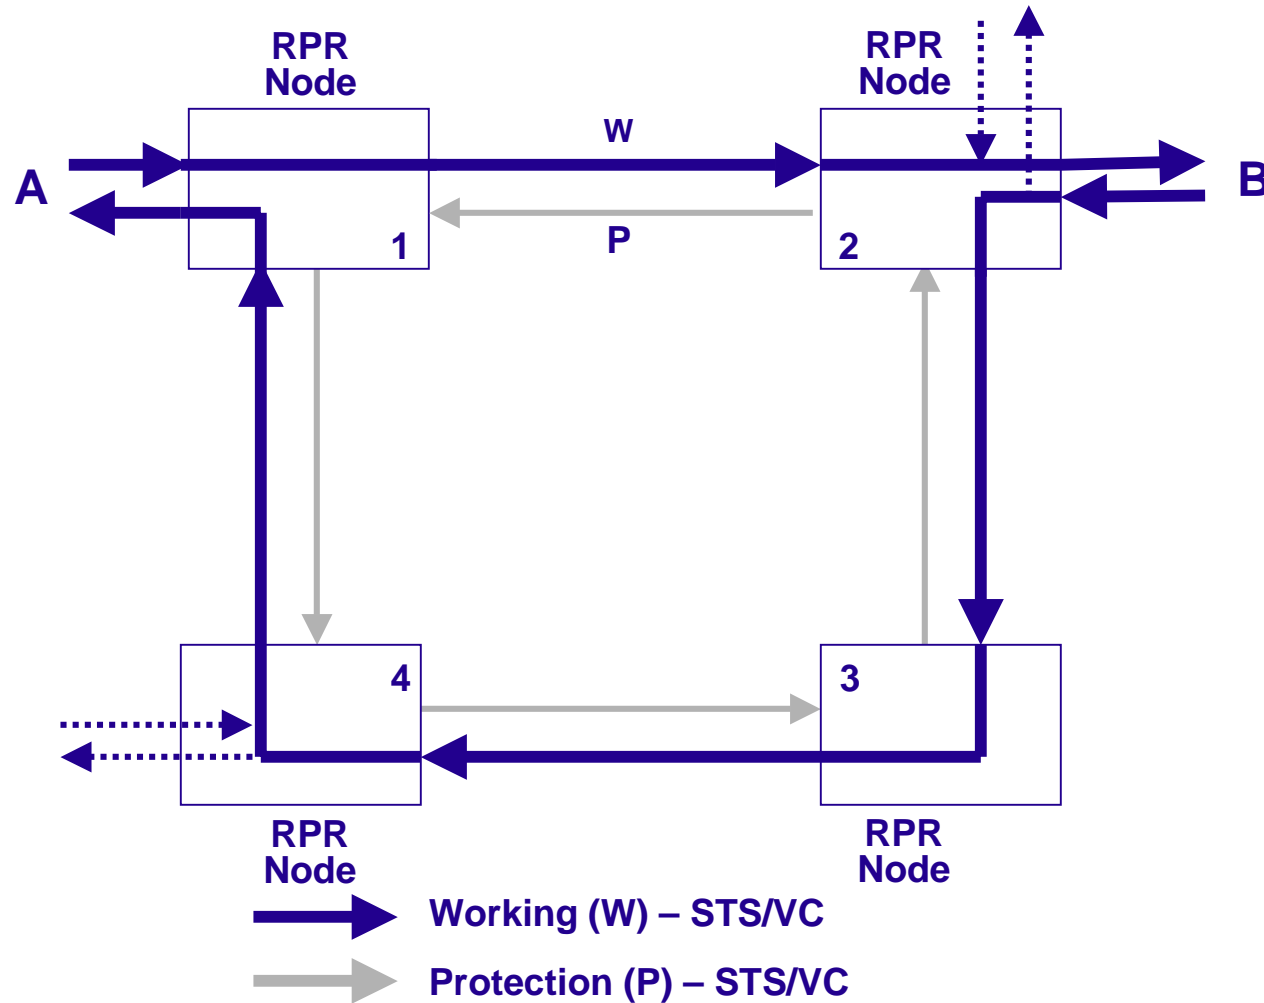 RPR
Node
RPR
Node
W
A
B
1
P
2
4
3
RPR
Node
RPR
Node
Working (W) – STS/VC
Protection (P) – STS/VC